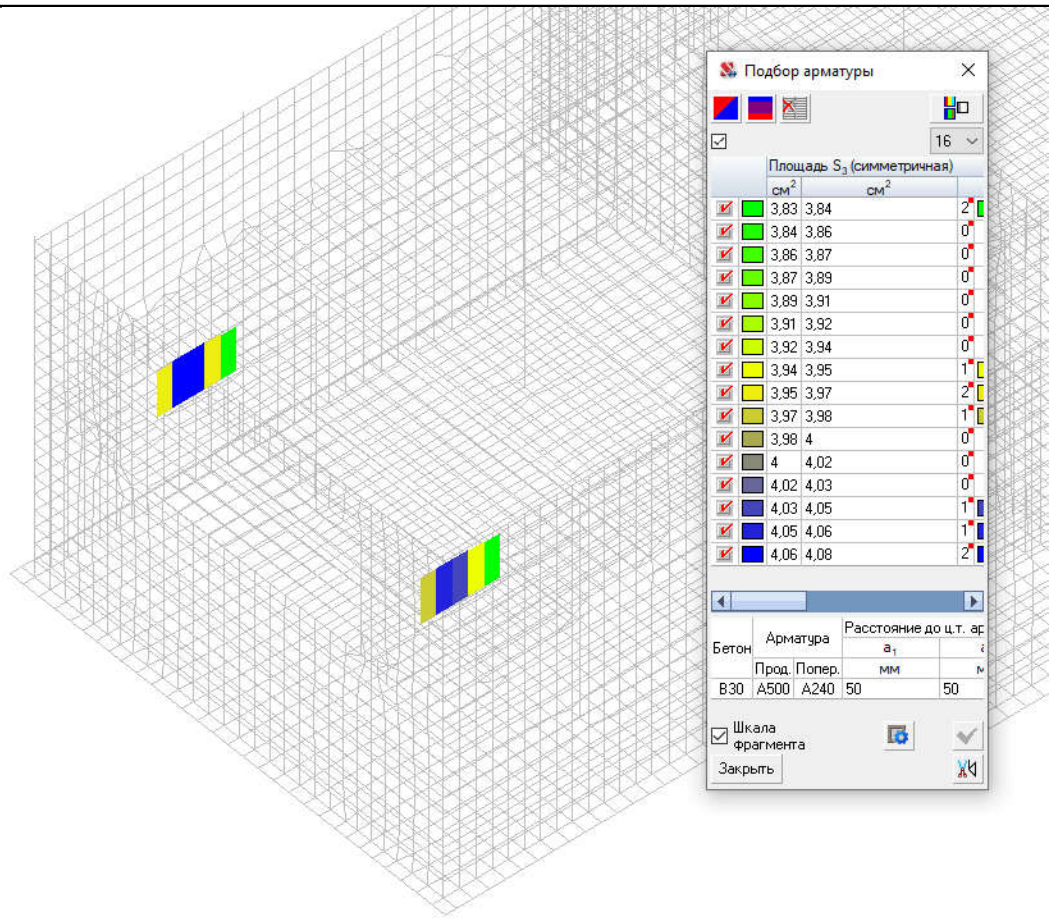 Подбор арматуры
16
Площадь S3 (симметричная)
см2 см2
3,83 3,84 2
3,84 3,86 0
3,86 3,87 0
3,87 3,89 0
3,89 3,91 0
3,91 3,92 0
3,92 3,94 0
3,94 3,95 1
3,95 3,97 2
3,97 3,98 1
3,98 4 0
4 4,02 0
4,02 4,03 0
4,03 4,05 1
4,05 4,06 1
4,06 4,08 2
Бетон Арматура Расстояние до ц.т. ар
a1
Прод. Попер. мм
B30 A500 A240 50 50
Шкала
фрагмента
Закрыть